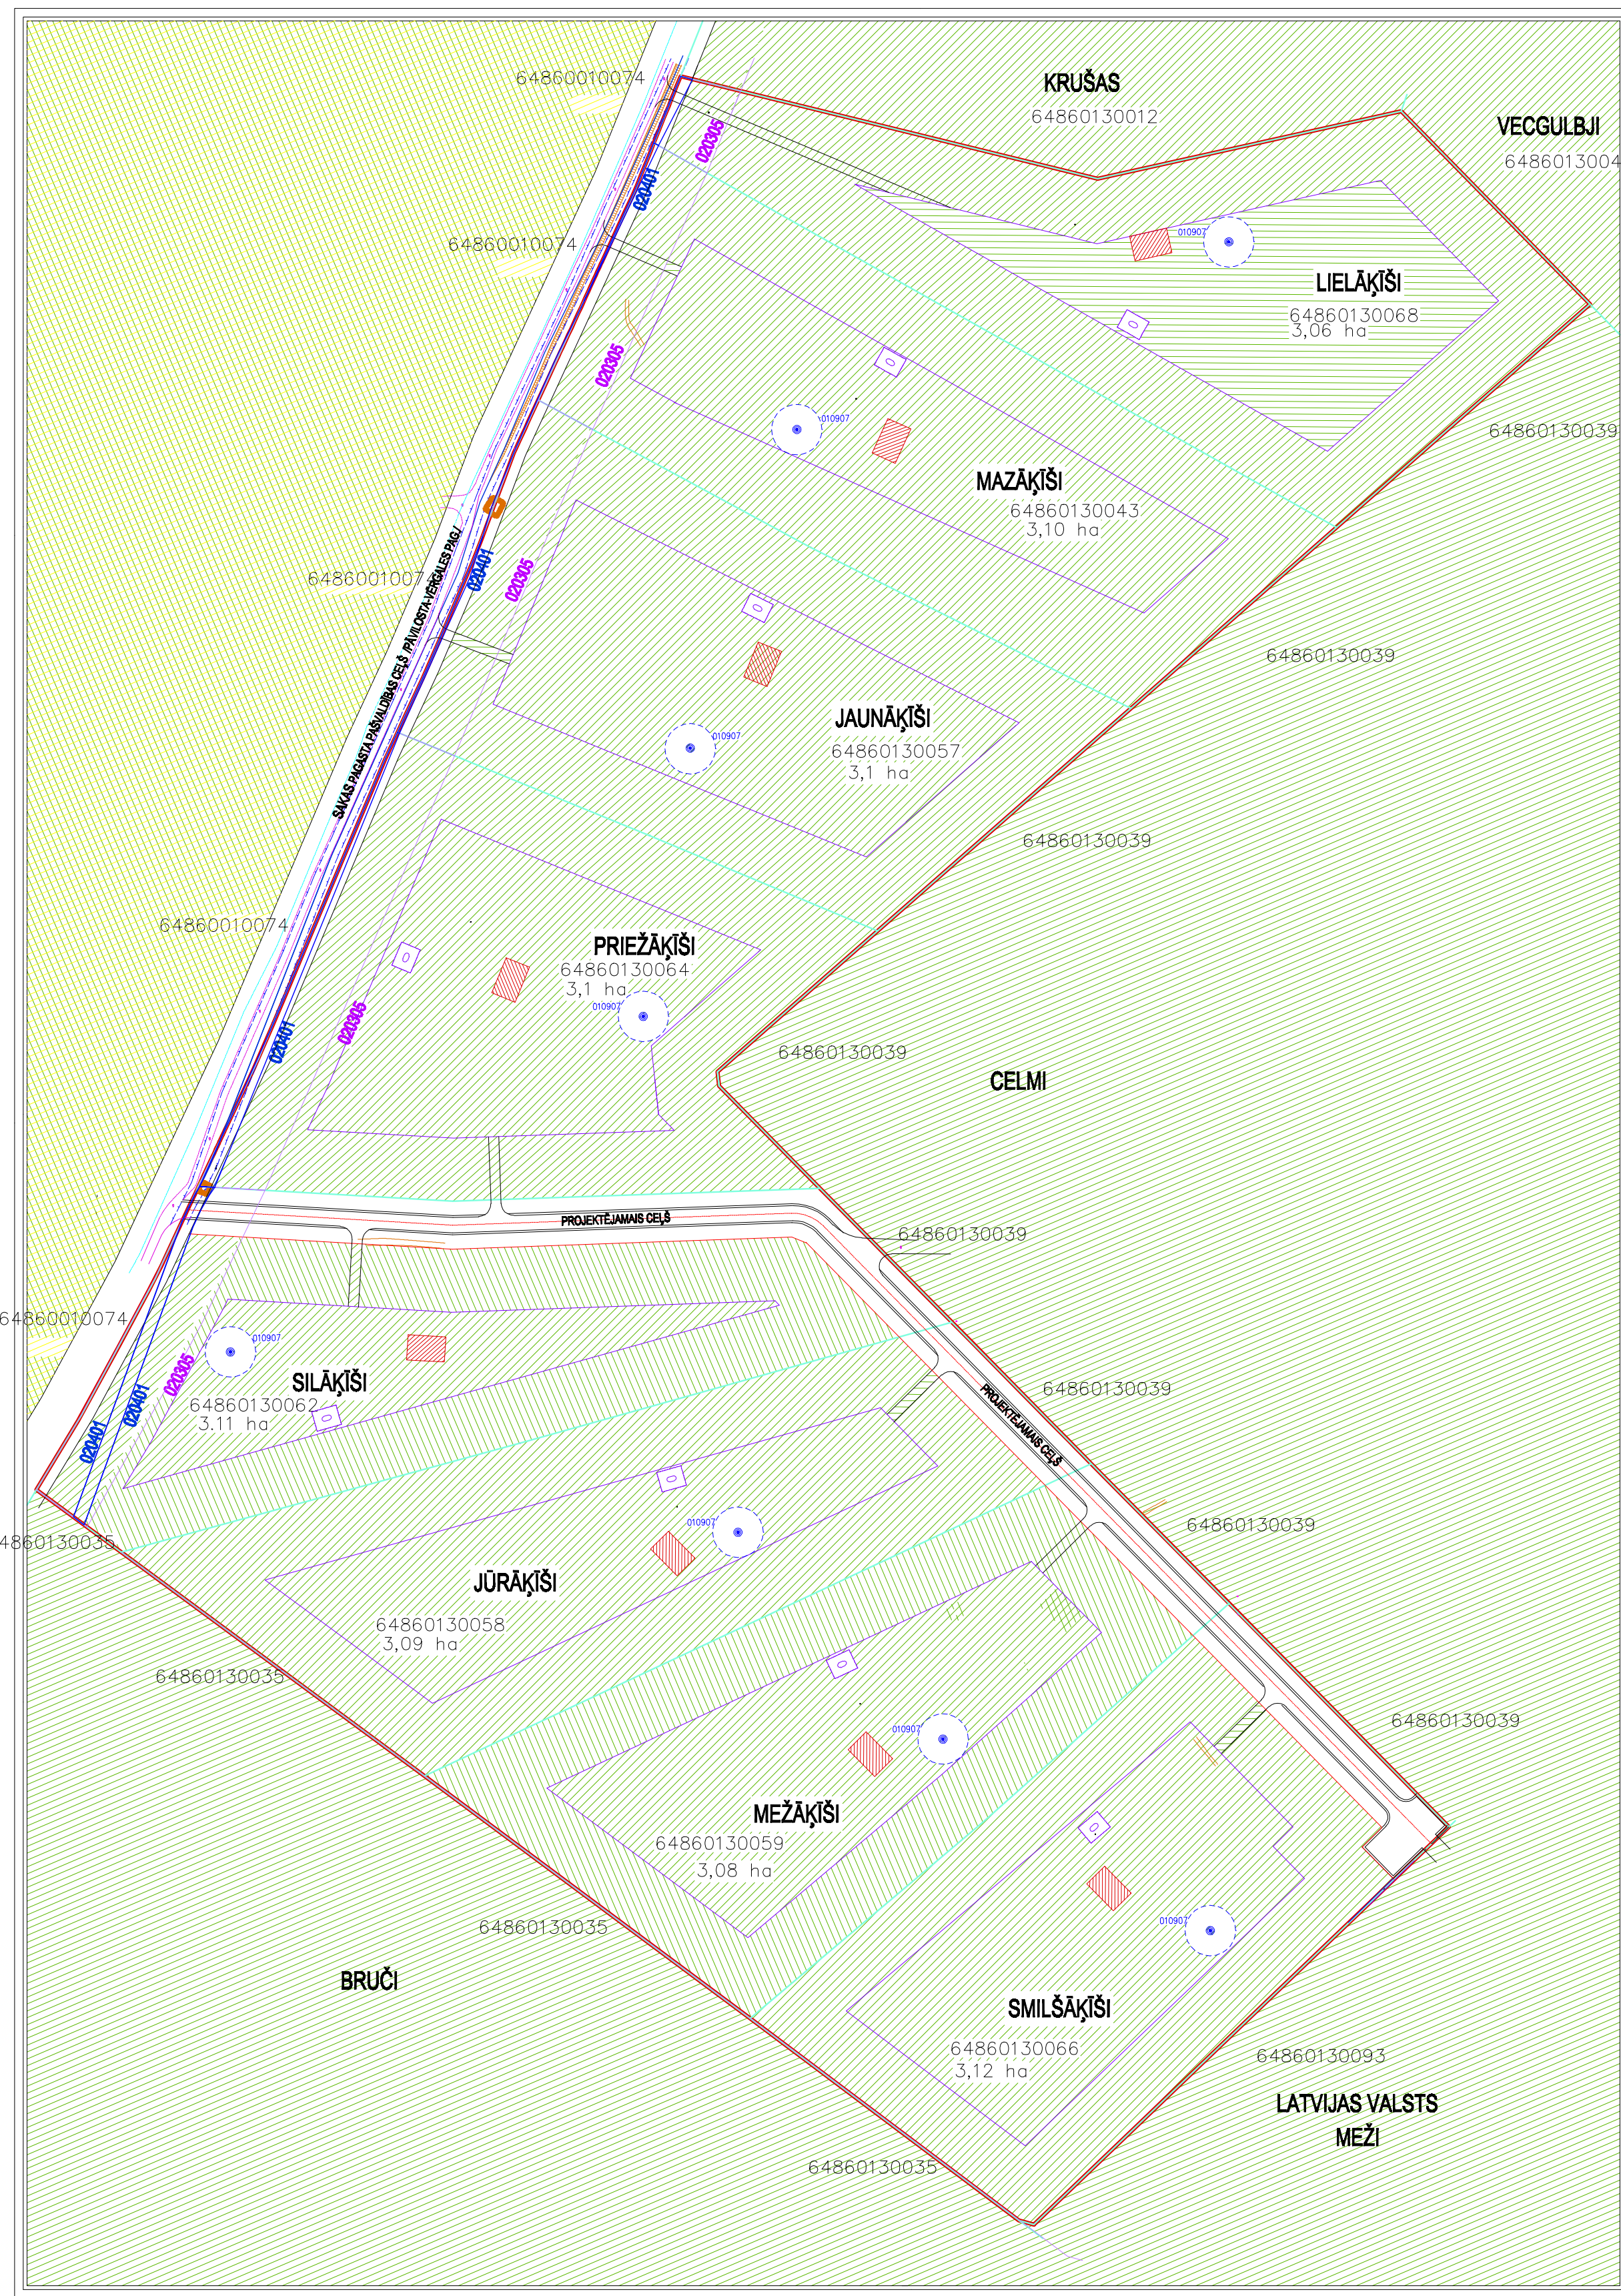 64860010074
KRUŠAS
64860130012
VECGULBJI
6486013004
020305
020401
64860010074
010907
LIELĀĶĪŠI
64860130068
3,06 ha
020305
010907
64860130039
MAZĀĶĪŠI
64860130043
3,10 ha
SAKAS PAGASTA PAŠVALDĪBAS CEĻŠ /PĀVILOSTA-VĒRGALES PAG./
020401
020305
64860130039
JAUNĀĶĪŠI
64860130057
3,1 ha
010907
64860130039
64860010074
PRIEŽĀĶĪŠI
64860130064
3,1 ha
010907
020305
020401
64860130039
CELMI
PROJEKTĒJAMAIS CEĻŠ
64860130039
64860010074
010907
020305
SILĀĶĪŠI
64860130062
3.11 ha
020401
020401
64860130039
PROJEKTĒJAMAIS CEĻŠ
010907
64860130039
JŪRĀĶĪŠI
64860130058
3,09 ha
64860130035
010907
64860130039
MEŽĀĶĪŠI
64860130059
3,08 ha
010907
64860130035
BRUČI
SMILŠĀĶĪŠI
64860130066
3,12 ha
64860130093
LATVIJAS VALSTS
MEŽI
64860130035